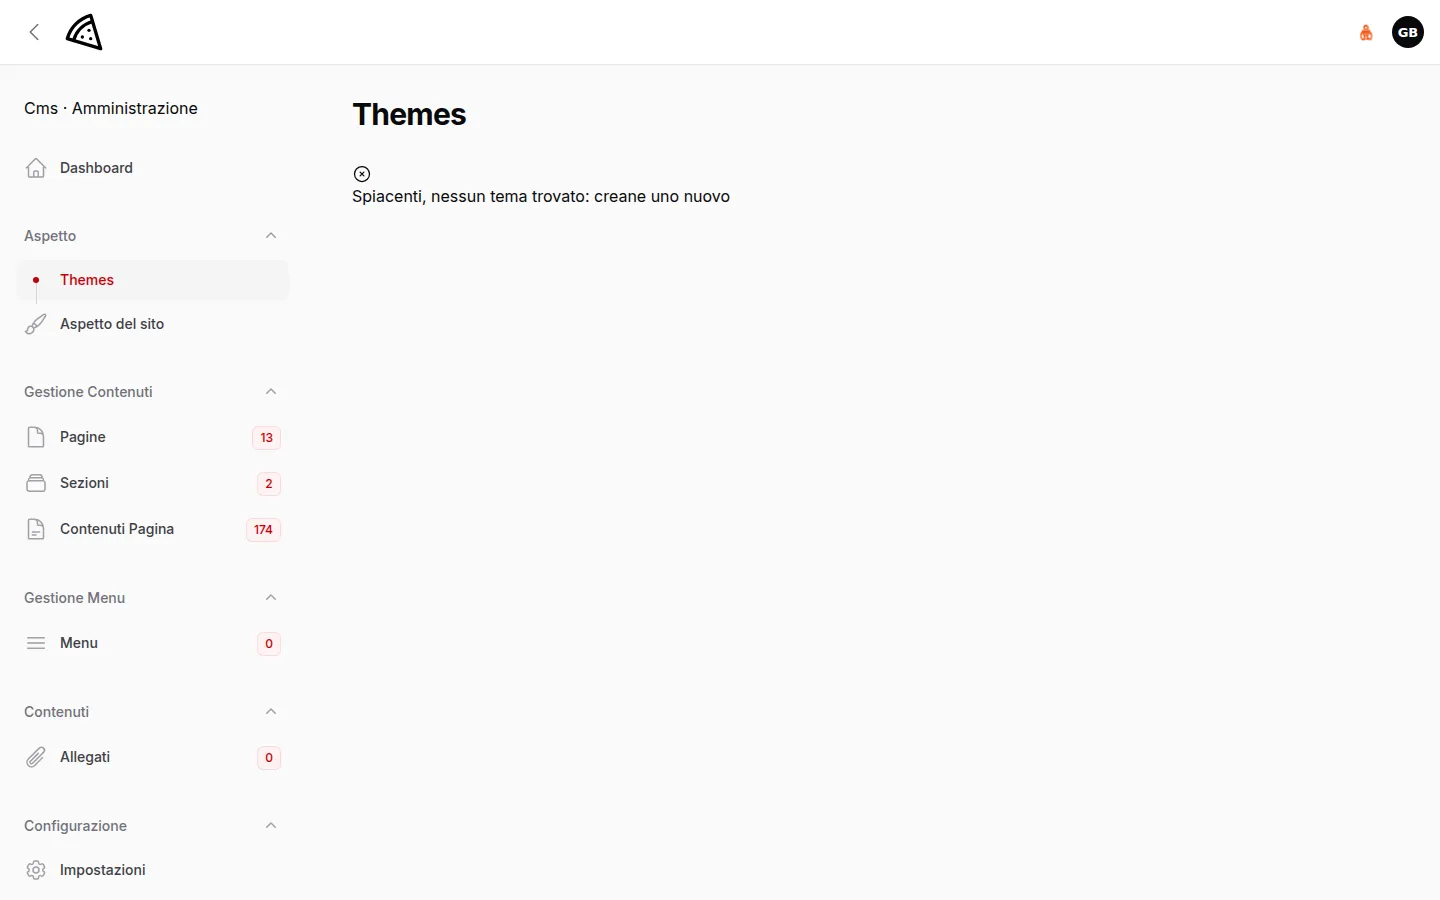 GB
Cms · Amministrazione
Dashboard
Aspetto
Themes
Aspetto del sito
Gestione Contenuti
Pagine 13
Sezioni 2
Contenuti Pagina 174
Gestione Menu
Menu 0
Contenuti
Allegati 0
Configurazione
Impostazioni
Themes
Spiacenti, nessun tema trovato: creane uno nuovo